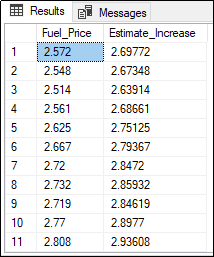 Results Messages
Fuel_Price Estimate_Increase
1 2.572 2.69772
2 2.548 2.67348
3 2.514 2.63914
4 2.561 2.68661
5 2.625 2.75125
6 2.667 2.79367
7 2.72 2.8472
8 2.732 2.85932
9 2.719 2.84619
10 2.77 2.8977
11 2.808 2.93608